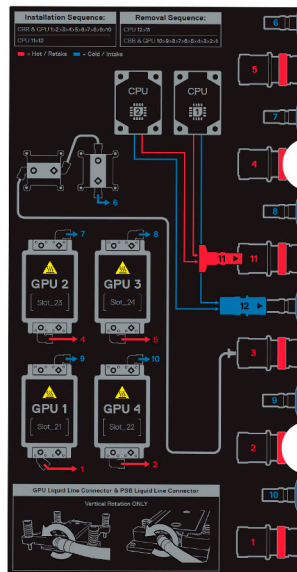 Installation Sequence:
CBB & GPU 1>2>3>4>5>6>7>8>9>10
CPU 11>12
Removal Sequence:
CPU 12>11
CBB & GPU 10>9>8>7>6>5>4>3>2>1
= Hot / Retake
= Cold / Intake
CPU
2
CPU
1
6
5
7
4
8
11
11
12
3
9
2
10
1
6
7
8
GPU 2
Slot_23
GPU 3
Slot_24
4
5
9
10
GPU 1
Slot_21
GPU 4
Slot_22
1
2
GPU Liquid Line Connector & PSB Liquid Line Connector
Vertical Rotation ONLY